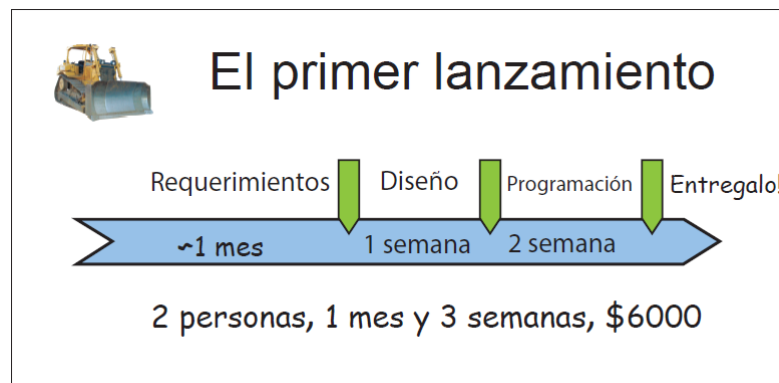 El primer lanzamiento
Requerimientos Diseño Programación Entregalo!
~1 mes 1 semana 2 semana
2 personas, 1 mes y 3 semanas, $6000